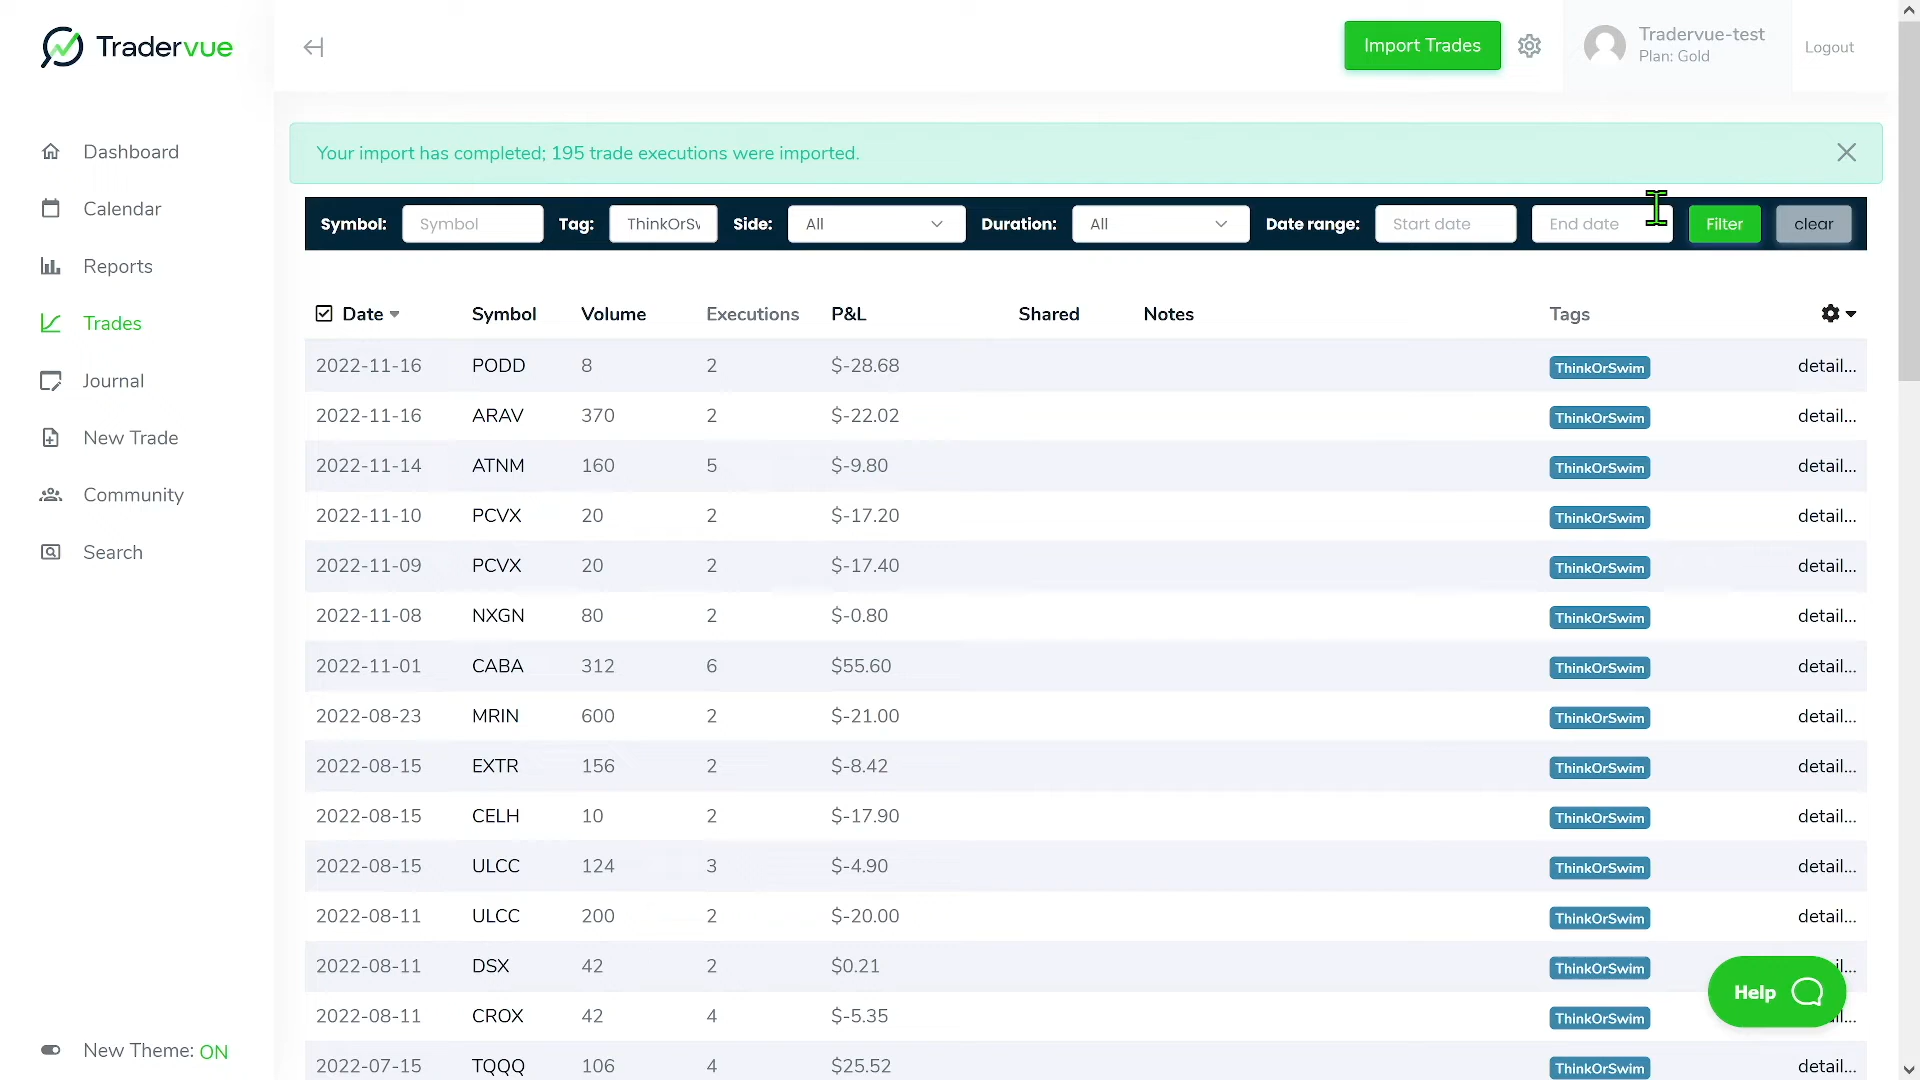 Tradervue
Import Trades
Tradervue-test
Plan: Gold
Logout
Dashboard
Calendar
Reports
Trades
Journal
New Trade
Community
Search
New Theme: ON
Your import has completed; 195 trade executions were imported.
Symbol: Symbol Tag: ThinkOrSw Side: All Duration: All Date range: Start date End date Filter clear
Date Symbol Volume Executions P&L Shared Notes Tags
2022-11-16 PODD 8 2 $-28.68 ThinkOrSwim detail...
2022-11-16 ARAV 370 2 $-22.02 ThinkOrSwim detail...
2022-11-14 ATNM 160 5 $-9.80 ThinkOrSwim detail...
2022-11-10 PCVX 20 2 $-17.20 ThinkOrSwim detail...
2022-11-09 PCVX 20 2 $-17.40 ThinkOrSwim detail...
2022-11-08 NXGN 80 2 $-0.80 ThinkOrSwim detail...
2022-11-01 CABA 312 6 $55.60 ThinkOrSwim detail...
2022-08-23 MRIN 600 2 $-21.00 ThinkOrSwim detail...
2022-08-15 EXTR 156 2 $-8.42 ThinkOrSwim detail...
2022-08-15 CELH 10 2 $-17.90 ThinkOrSwim detail...
2022-08-15 ULCC 124 3 $-4.90 ThinkOrSwim detail...
2022-08-11 ULCC 200 2 $-20.00 ThinkOrSwim detail...
2022-08-11 DSX 42 2 $0.21 ThinkOrSwim
2022-08-11 CROX 42 4 $-5.35 ThinkOrSwim
2022-07-15 TQQQ 106 4 $25.52 ThinkOrSwim detail...
Help